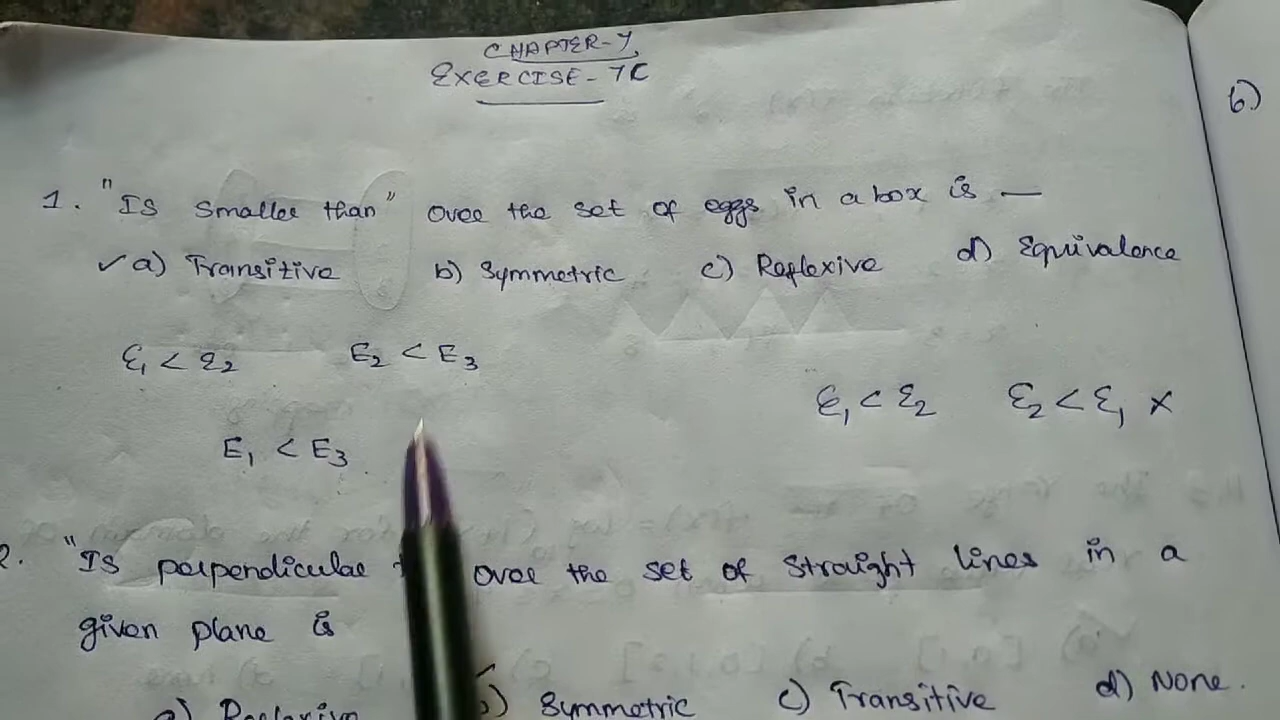 CHAPTER-7
EXERCISE-7C
6)
1. "Is smaller than" over the set of eggs in a box is —
✓a) Transitive b) Symmetric c) Reflexive d) Equivalence
E₁ < E₂ E₂ < E₃
E₁ < E₂ E₂ < E₁ ×
E₁ < E₃
2. "Is perpendicular over the set of straight lines in a
given plane is
a) Reflexive b) Symmetric c) Transitive d) None.